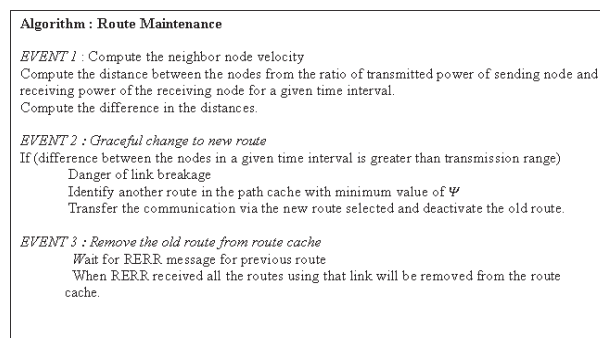 Algorithm : Route Maintenance
EVENT 1 : Compute the neighbor node velocity
Compute the distance between the nodes from the ratio of transmitted power of sending node and
receiving power of the receiving node for a given time interval.
Compute the difference in the distances.
EVENT 2 : Graceful change to new route
If (difference between the nodes in a given time interval is greater than transmission range)
Danger of link breakage
Identify another route in the path cache with minimum value of Ψ
Transfer the communication via the new route selected and deactivate the old route.
EVENT 3 : Remove the old route from route cache
Wait for RERR message for previous route
When RERR received all the routes using that link will be removed from the route
cache.